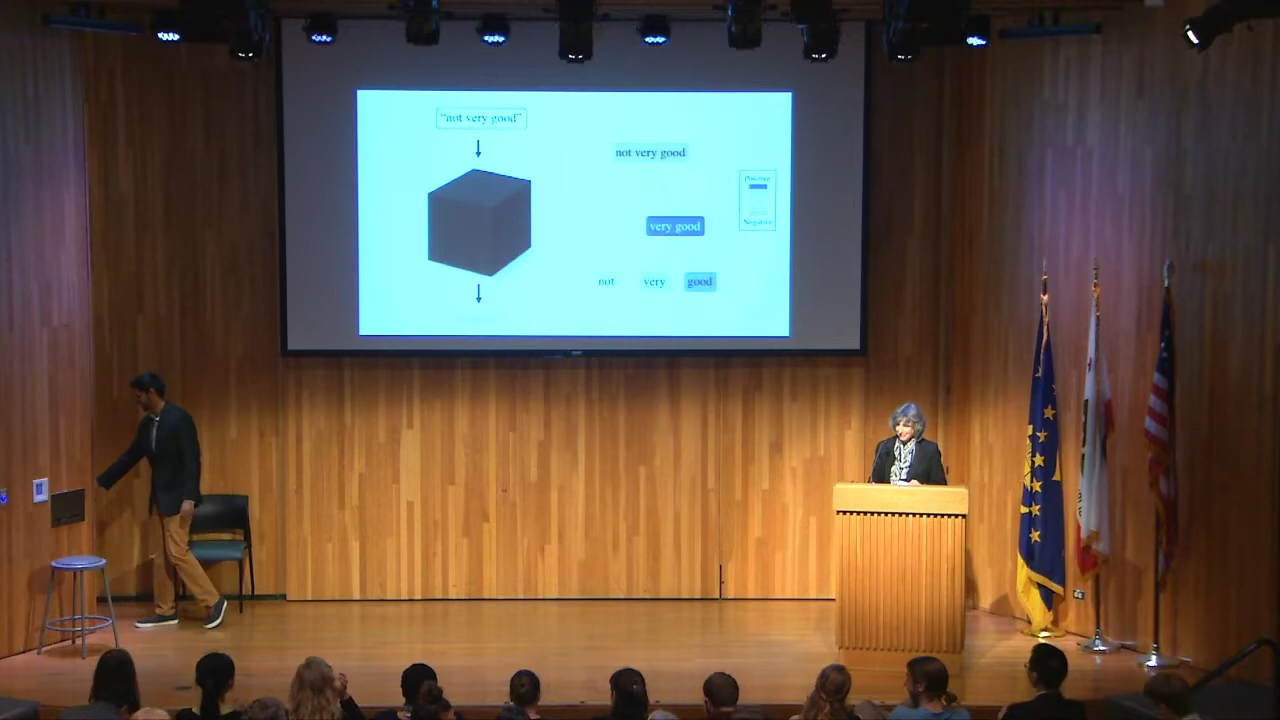 “not very good”
not very good
Positive
very good
Negative
not very good